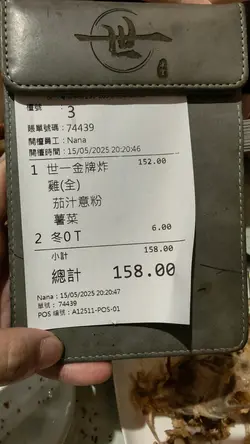 世一
檯號：
3
賬單號碼：74439
開檯員工：Nana
開檯時間：15/05/2025 20:20:46
1 世一金牌炸 152.00
雞(全)
茄汁意粉
薯菜
2 冬OT 6.00
小計 158.00
總計 158.00
Nana：15/05/2025 20:20:47
單號：74439
POS 編號：A12511-POS-01